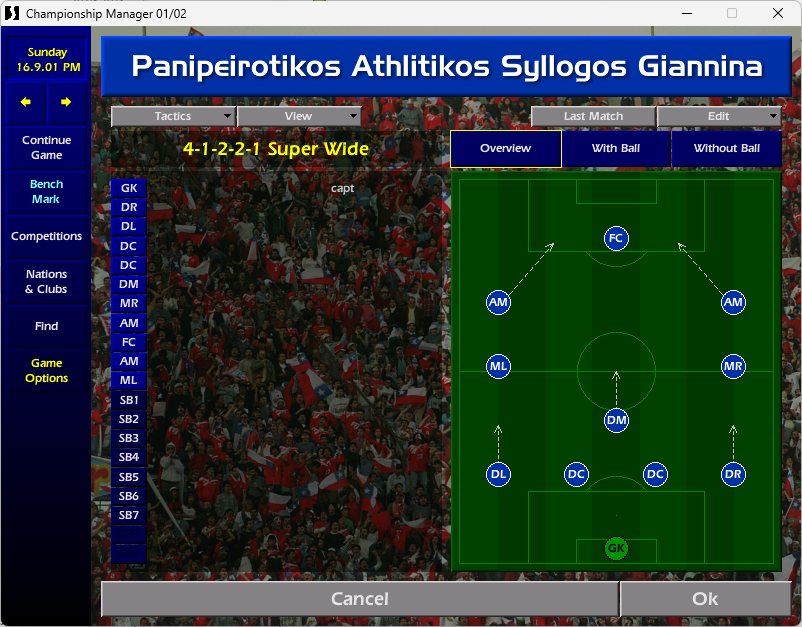 Championship Manager 01/02
Sunday
16.9.01 PM
Panipeirotikos Athlitikos Syllogos Giannina
Tactics
View
Last Match
Edit
Continue
Game
Bench
Mark
Competitions
Nations
& Clubs
Find
Game
Options
4-1-2-2-1 Super Wide
Overview
With Ball
Without Ball
GK
capt
DR
DL
DC
DC
DM
MR
AM
FC
AM
ML
SB1
SB2
SB3
SB4
SB5
SB6
SB7
FC
AM
AM
ML
MR
DM
DL
DC
DC
DR
GK
Cancel
Ok